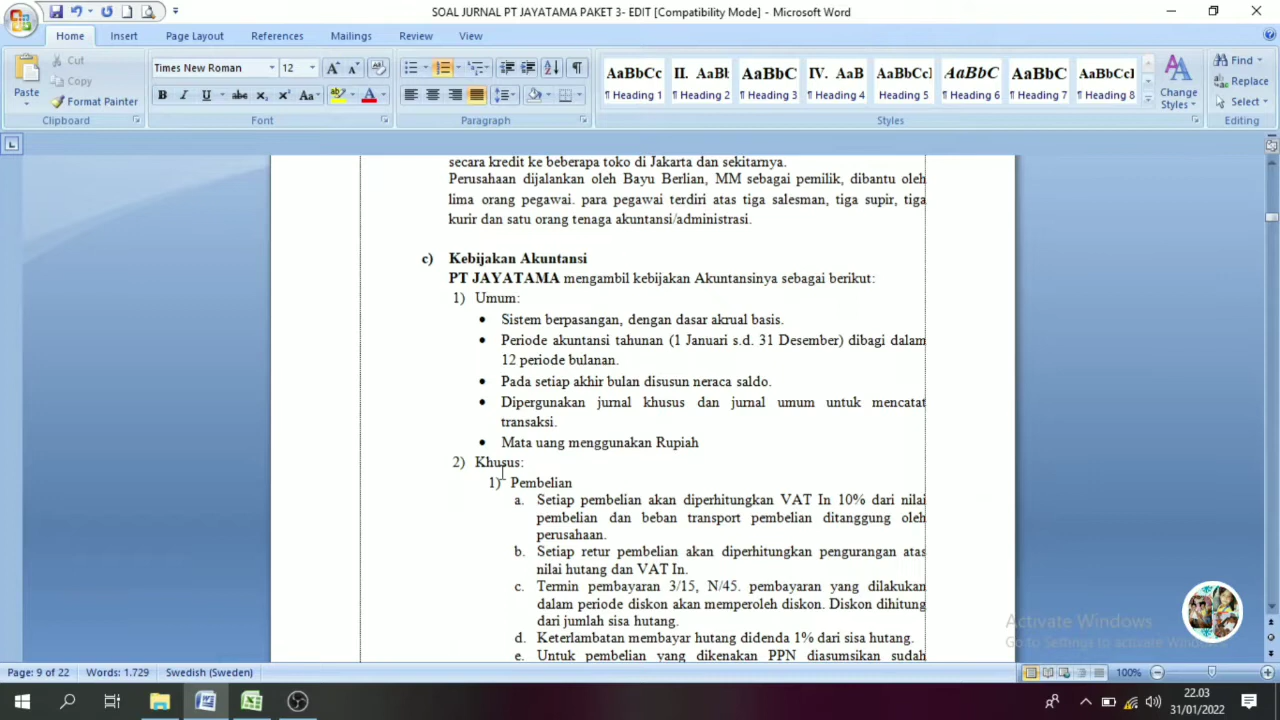 SOAL JURNAL PT JAYATAMA PAKET 3- EDIT [Compatibility Mode] - Microsoft Word
Home Insert Page Layout References Mailings Review View
Paste
Cut
Copy
Format Painter
Clipboard
Times New Roman 12
Font
Paragraph
AaBbCc II. AaBb AaBbC IV. AaB AaBbCcI AaBbC AaBbC AaBbCcI
¶ Heading 1 ¶ Heading 2 ¶ Heading 3 ¶ Heading 4 Heading 5 ¶ Heading 6 ¶ Heading 7 ¶ Heading 8
Styles
Change
Styles
Find
Replace
Select
Editing
secara kredit ke beberapa toko di Jakarta dan sekitarnya.
Perusahaan dijalankan oleh Bayu Berlian, MM sebagai pemilik, dibantu oleh
lima orang pegawai. para pegawai terdiri atas tiga salesman, tiga supir, tiga
kurir dan satu orang tenaga akuntansi/administrasi.
c) Kebijakan Akuntansi
PT JAYATAMA mengambil kebijakan Akuntansinya sebagai berikut:
1) Umum:
• Sistem berpasangan, dengan dasar akrual basis.
• Periode akuntansi tahunan (1 Januari s.d. 31 Desember) dibagi dalam
12 periode bulanan.
• Pada setiap akhir bulan disusun neraca saldo.
• Dipergunakan jurnal khusus dan jurnal umum untuk mencatat
transaksi.
• Mata uang menggunakan Rupiah
2) Khusus:
1) Pembelian
a. Setiap pembelian akan diperhitungkan VAT In 10% dari nilai
pembelian dan beban transport pembelian ditanggung oleh
perusahaan.
b. Setiap retur pembelian akan diperhitungkan pengurangan atas
nilai hutang dan VAT In.
c. Termin pembayaran 3/15, N/45. pembayaran yang dilakukan
dalam periode diskon akan memperoleh diskon. Diskon dihitung
dari jumlah sisa hutang.
d. Keterlambatan membayar hutang didenda 1% dari sisa hutang.
e. Untuk pembelian yang dikenakan PPN diasumsikan sudah
Activate Windows
Go to Settings to activate Windows.
Page: 9 of 22 Words: 1.729 Swedish (Sweden) 100%
22.03
31/01/2022